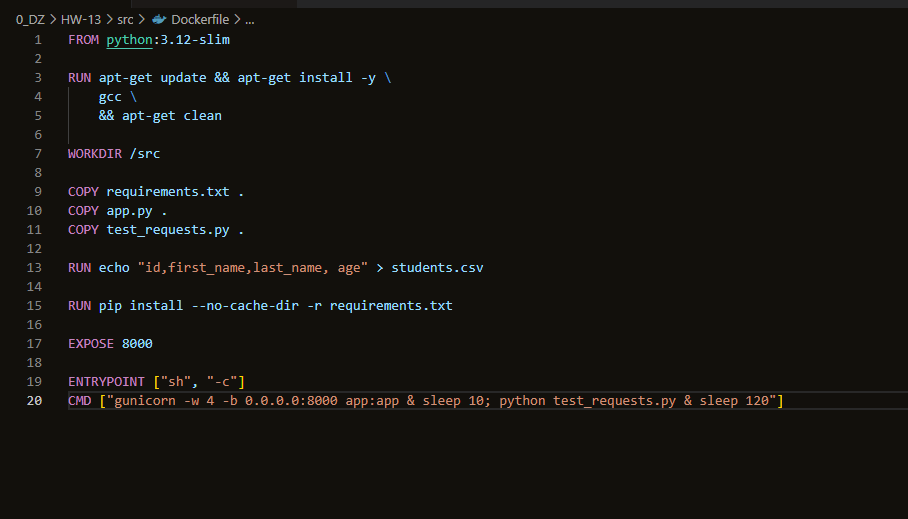 0_DZ > HW-13 > src > Dockerfile > ...
1 FROM python:3.12-slim
2
3 RUN apt-get update && apt-get install -y \
4     gcc \
5     && apt-get clean
6
7 WORKDIR /src
8
9 COPY requirements.txt .
10 COPY app.py .
11 COPY test_requests.py .
12
13 RUN echo "id,first_name,last_name, age" > students.csv
14
15 RUN pip install --no-cache-dir -r requirements.txt
16
17 EXPOSE 8000
18
19 ENTRYPOINT ["sh", "-c"]
20 CMD ["gunicorn -w 4 -b 0.0.0.0:8000 app:app & sleep 10; python test_requests.py & sleep 120"]